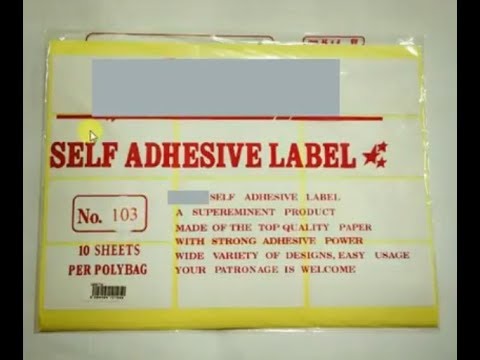 SELF ADHESIVE LABEL
No. 103
10 SHEETS
PER POLYBAG
SELF ADHESIVE LABEL
A SUPEREMINENT PRODUCT
MADE OF THE TOP QUALITY PAPER
WITH STRONG ADHESIVE POWER
WIDE VARIETY OF DESIGNS, EASY USAGE
YOUR PATRONAGE IS WELCOME